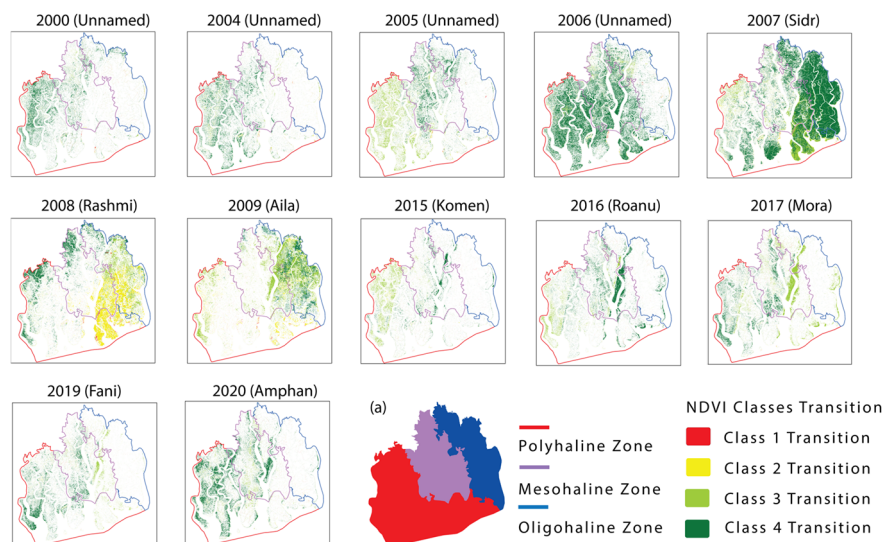 2000 (Unnamed)
2004 (Unnamed)
2005 (Unnamed)
2006 (Unnamed)
2007 (Sidr)
2008 (Rashmi)
2009 (Aila)
2015 (Komen)
2016 (Roanu)
2017 (Mora)
2019 (Fani)
2020 (Amphan)
(a)
Polyhaline Zone
Mesohaline Zone
Oligohaline Zone
NDVI Classes Transition
Class 1 Transition
Class 2 Transition
Class 3 Transition
Class 4 Transition